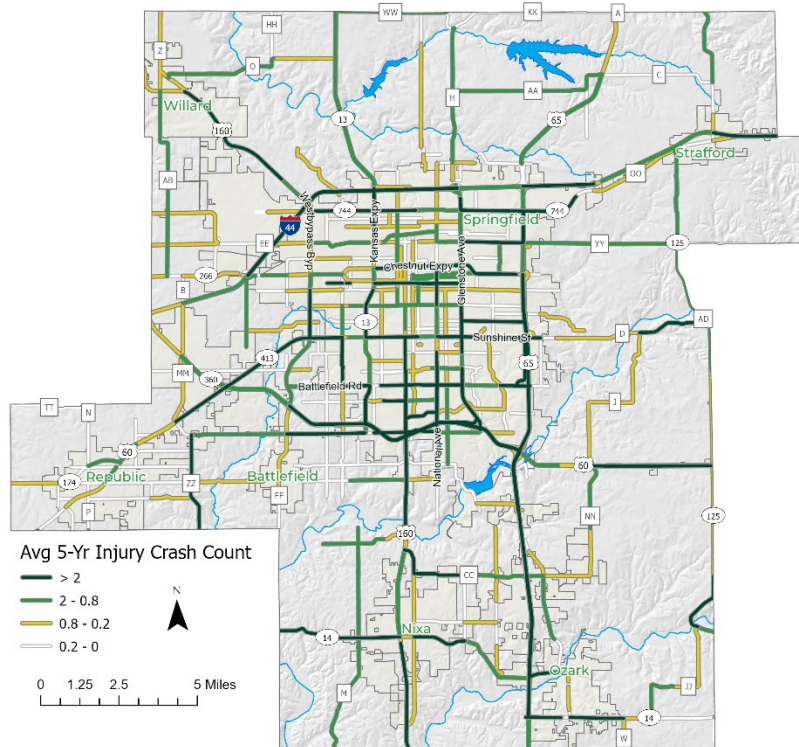 WW
KK
A
HH
Z
O
C
AA
H
65
13
Willard
160
Strafford
OO
AB
Westbypass Byp
Kansas Expy
744
Springfield
744
44
EE
Glenstone Ave
YY
125
Chestnut Expy
266
B
13
AD
D
Sunshine St
413
65
MM
360
Battlefield Rd
TT
N
J
60
National Ave
Republic
174
ZZ
Battlefield
60
FF
P
NN
125
160
Avg 5-Yr Injury Crash Count
> 2
2 - 0.8
0.8 - 0.2
0.2 - 0
N
0 1.25 2.5 5 Miles
CC
14
Nixa
Ozark
M
JJ
14
W